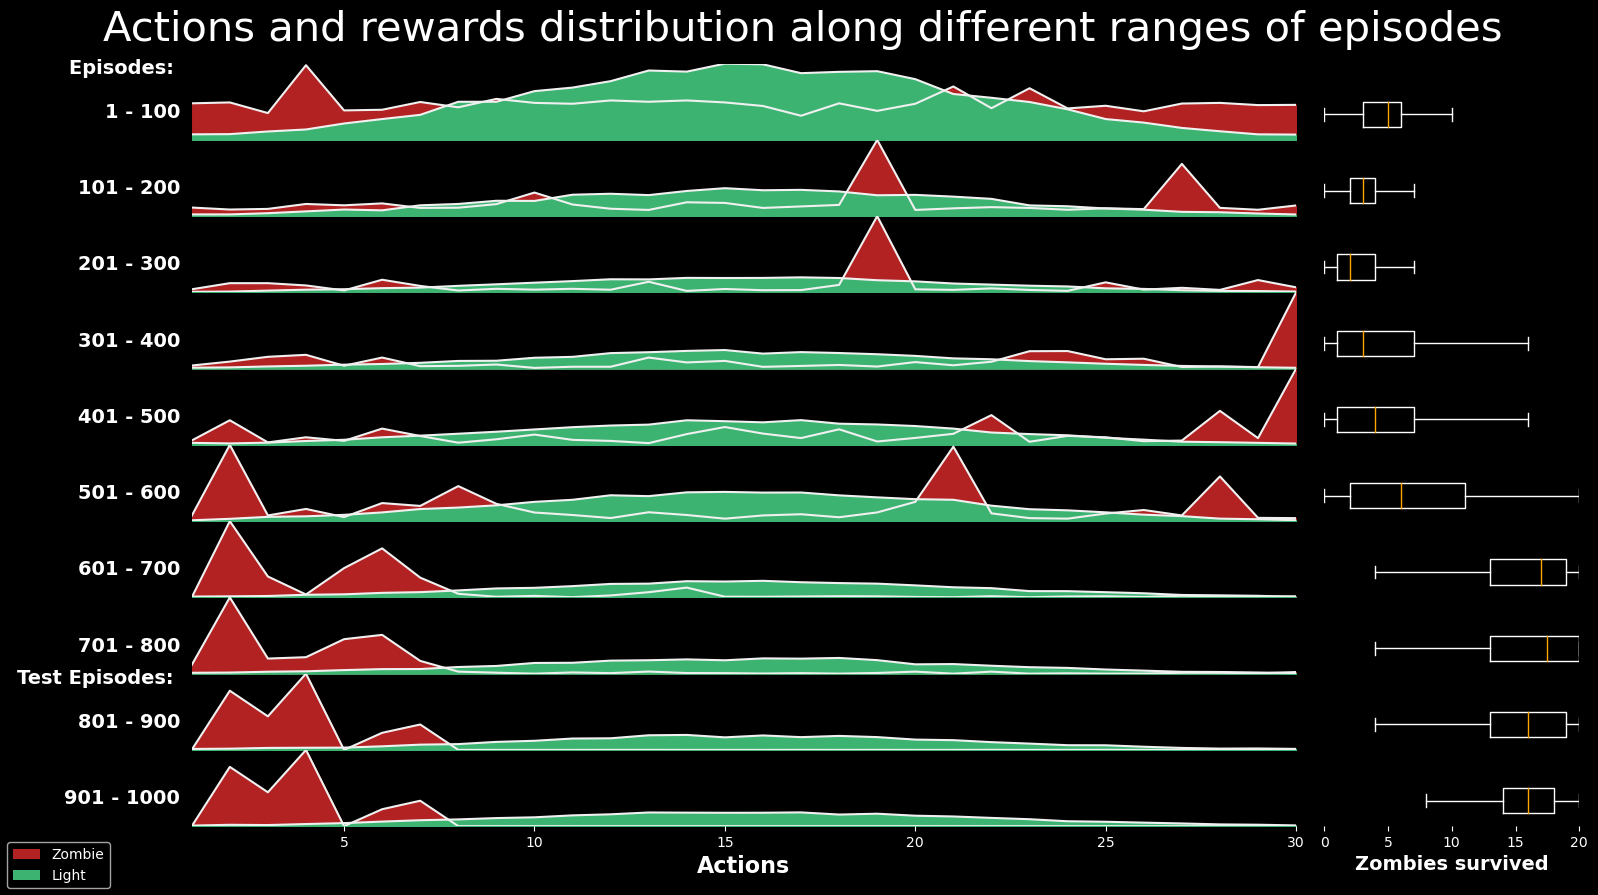 Actions and rewards distribution along different ranges of episodes
Episodes:
1 - 100
101 - 200
201 - 300
301 - 400
401 - 500
501 - 600
601 - 700
701 - 800
Test Episodes:
801 - 900
901 - 1000
5 10 15 20 25 30
Actions
0 5 10 15 20
Zombies survived
Zombie
Light